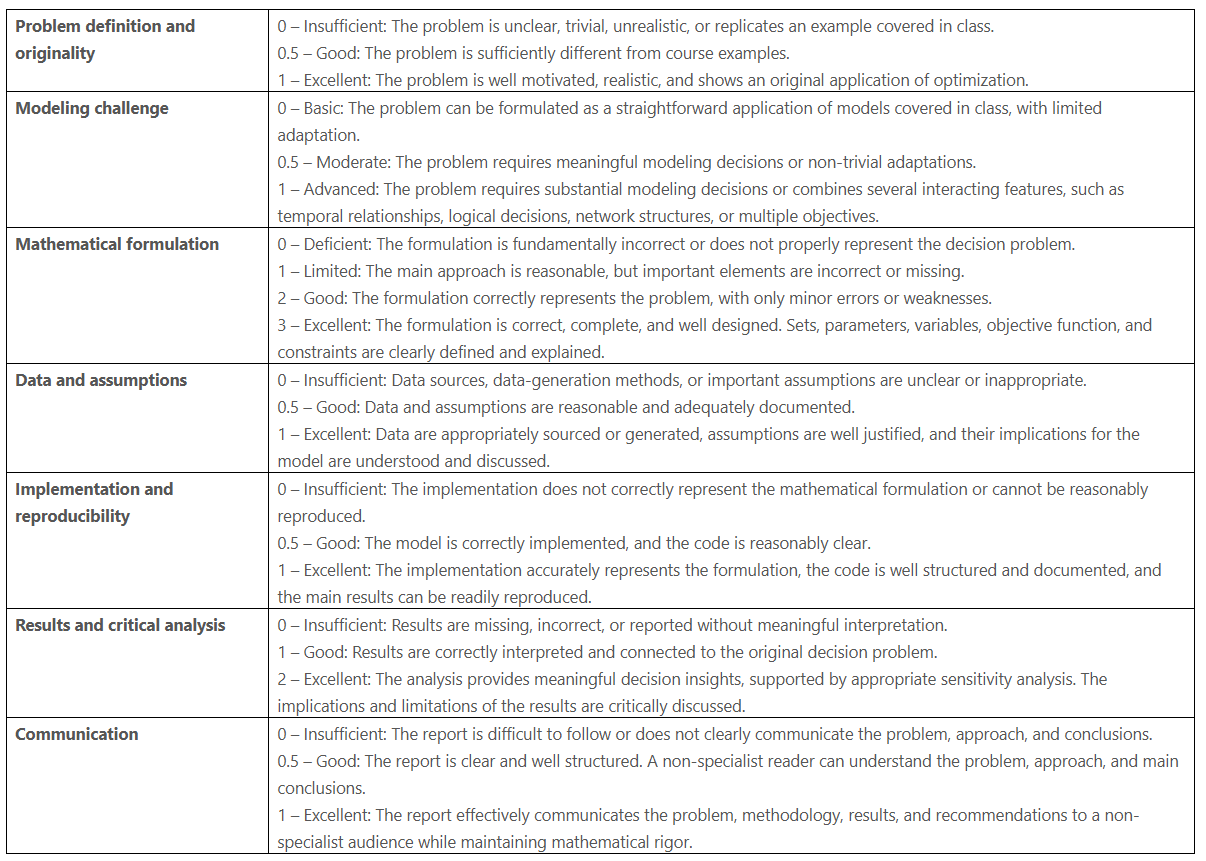 Problem definition and
originality
0 – Insufficient: The problem is unclear, trivial, unrealistic, or replicates an example covered in class.
0.5 – Good: The problem is sufficiently different from course examples.
1 – Excellent: The problem is well motivated, realistic, and shows an original application of optimization.
Modeling challenge
0 – Basic: The problem can be formulated as a straightforward application of models covered in class, with limited
adaptation.
0.5 – Moderate: The problem requires meaningful modeling decisions or non-trivial adaptations.
1 – Advanced: The problem requires substantial modeling decisions or combines several interacting features, such as
temporal relationships, logical decisions, network structures, or multiple objectives.
Mathematical formulation
0 – Deficient: The formulation is fundamentally incorrect or does not properly represent the decision problem.
1 – Limited: The main approach is reasonable, but important elements are incorrect or missing.
2 – Good: The formulation correctly represents the problem, with only minor errors or weaknesses.
3 – Excellent: The formulation is correct, complete, and well designed. Sets, parameters, variables, objective function, and
constraints are clearly defined and explained.
Data and assumptions
0 – Insufficient: Data sources, data-generation methods, or important assumptions are unclear or inappropriate.
0.5 – Good: Data and assumptions are reasonable and adequately documented.
1 – Excellent: Data are appropriately sourced or generated, assumptions are well justified, and their implications for the
model are understood and discussed.
Implementation and
reproducibility
0 – Insufficient: The implementation does not correctly represent the mathematical formulation or cannot be reasonably
reproduced.
0.5 – Good: The model is correctly implemented, and the code is reasonably clear.
1 – Excellent: The implementation accurately represents the formulation, the code is well structured and documented, and
the main results can be readily reproduced.
Results and critical analysis
0 – Insufficient: Results are missing, incorrect, or reported without meaningful interpretation.
1 – Good: Results are correctly interpreted and connected to the original decision problem.
2 – Excellent: The analysis provides meaningful decision insights, supported by appropriate sensitivity analysis. The
implications and limitations of the results are critically discussed.
Communication
0 – Insufficient: The report is difficult to follow or does not clearly communicate the problem, approach, and conclusions.
0.5 – Good: The report is clear and well structured. A non-specialist reader can understand the problem, approach, and main
conclusions.
1 – Excellent: The report effectively communicates the problem, methodology, results, and recommendations to a non-
specialist audience while maintaining mathematical rigor.